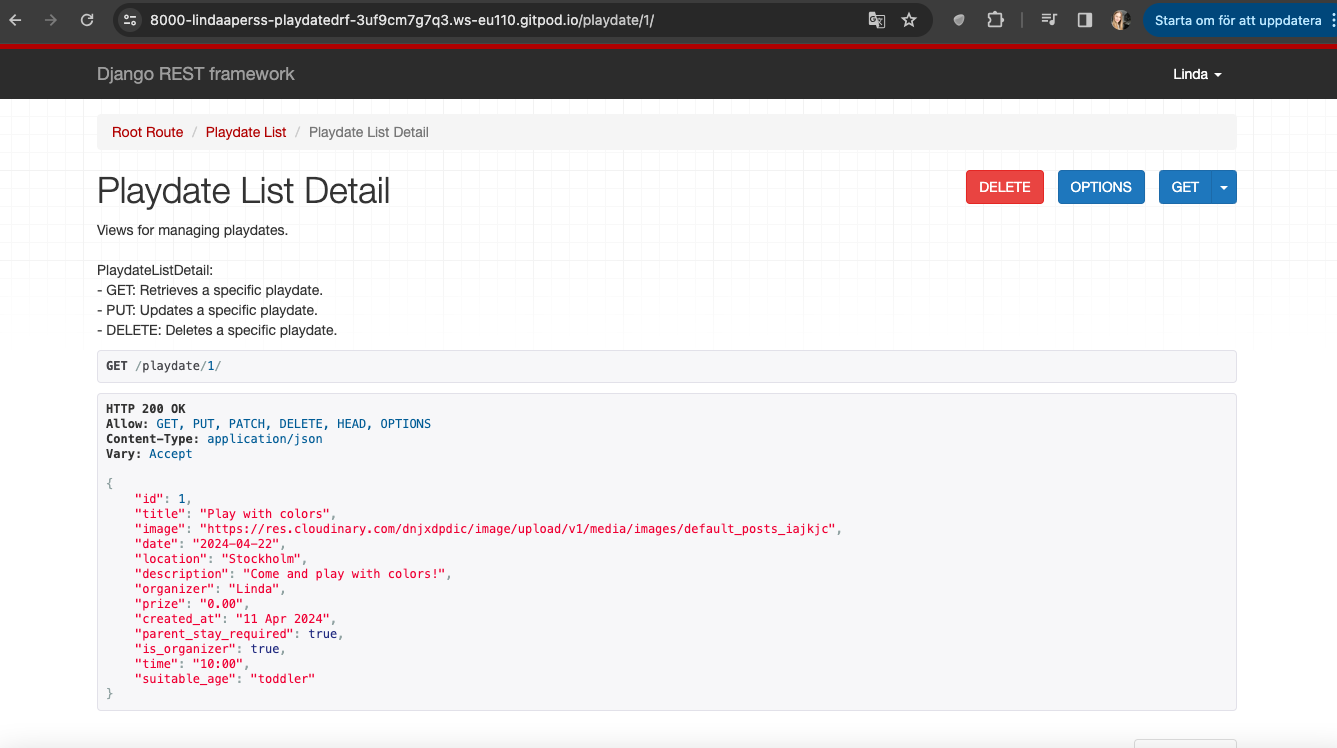 8000-lindaaperss-playdatedrf-3uf9cm7g7q3.ws-eu110.gitpod.io/playdate/1/
Starta om för att uppdatera
Django REST framework
Linda
Root Route / Playdate List / Playdate List Detail
Playdate List Detail
DELETE
OPTIONS
GET
Views for managing playdates.
PlaydateListDetail:
- GET: Retrieves a specific playdate.
- PUT: Updates a specific playdate.
- DELETE: Deletes a specific playdate.
GET /playdate/1/
HTTP 200 OK
Allow: GET, PUT, PATCH, DELETE, HEAD, OPTIONS
Content-Type: application/json
Vary: Accept
{
"id": 1,
"title": "Play with colors",
"image": "https://res.cloudinary.com/dnjxdpdic/image/upload/v1/media/images/default_posts_iajkjc",
"date": "2024-04-22",
"location": "Stockholm",
"description": "Come and play with colors!",
"organizer": "Linda",
"prize": "0.00",
"created_at": "11 Apr 2024",
"parent_stay_required": true,
"is_organizer": true,
"time": "10:00",
"suitable_age": "toddler"
}